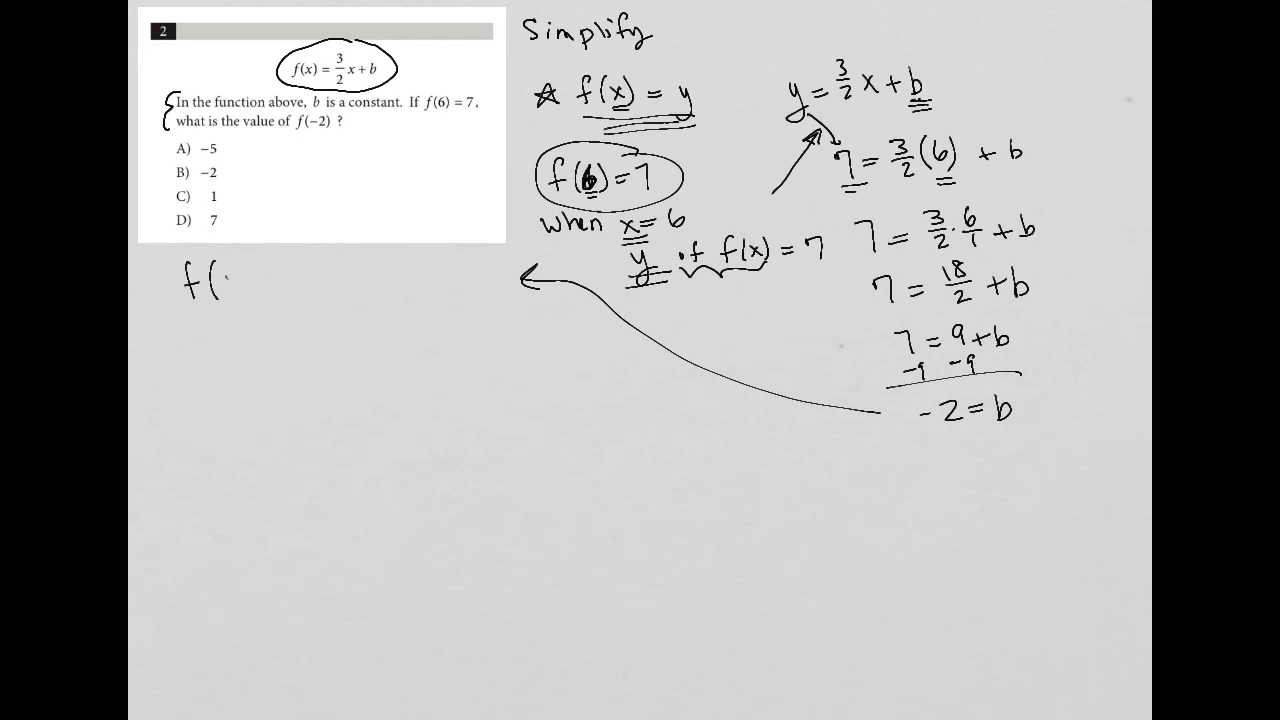 2
f(x) = 3/2 x + b
In the function above, b is a constant. If f(6) = 7,
what is the value of f(−2) ?
A) −5
B) −2
C) 1
D) 7
f(
Simplify
☆ f(x) = y
f(6) = 7
when x = 6
y of f(x) = 7
y = 3/2 x + b
7 = 3/2 (6) + b
7 = 3/2 · 6/1 + b
7 = 18/2 + b
7 = 9 + b
-9 -9
-2 = b